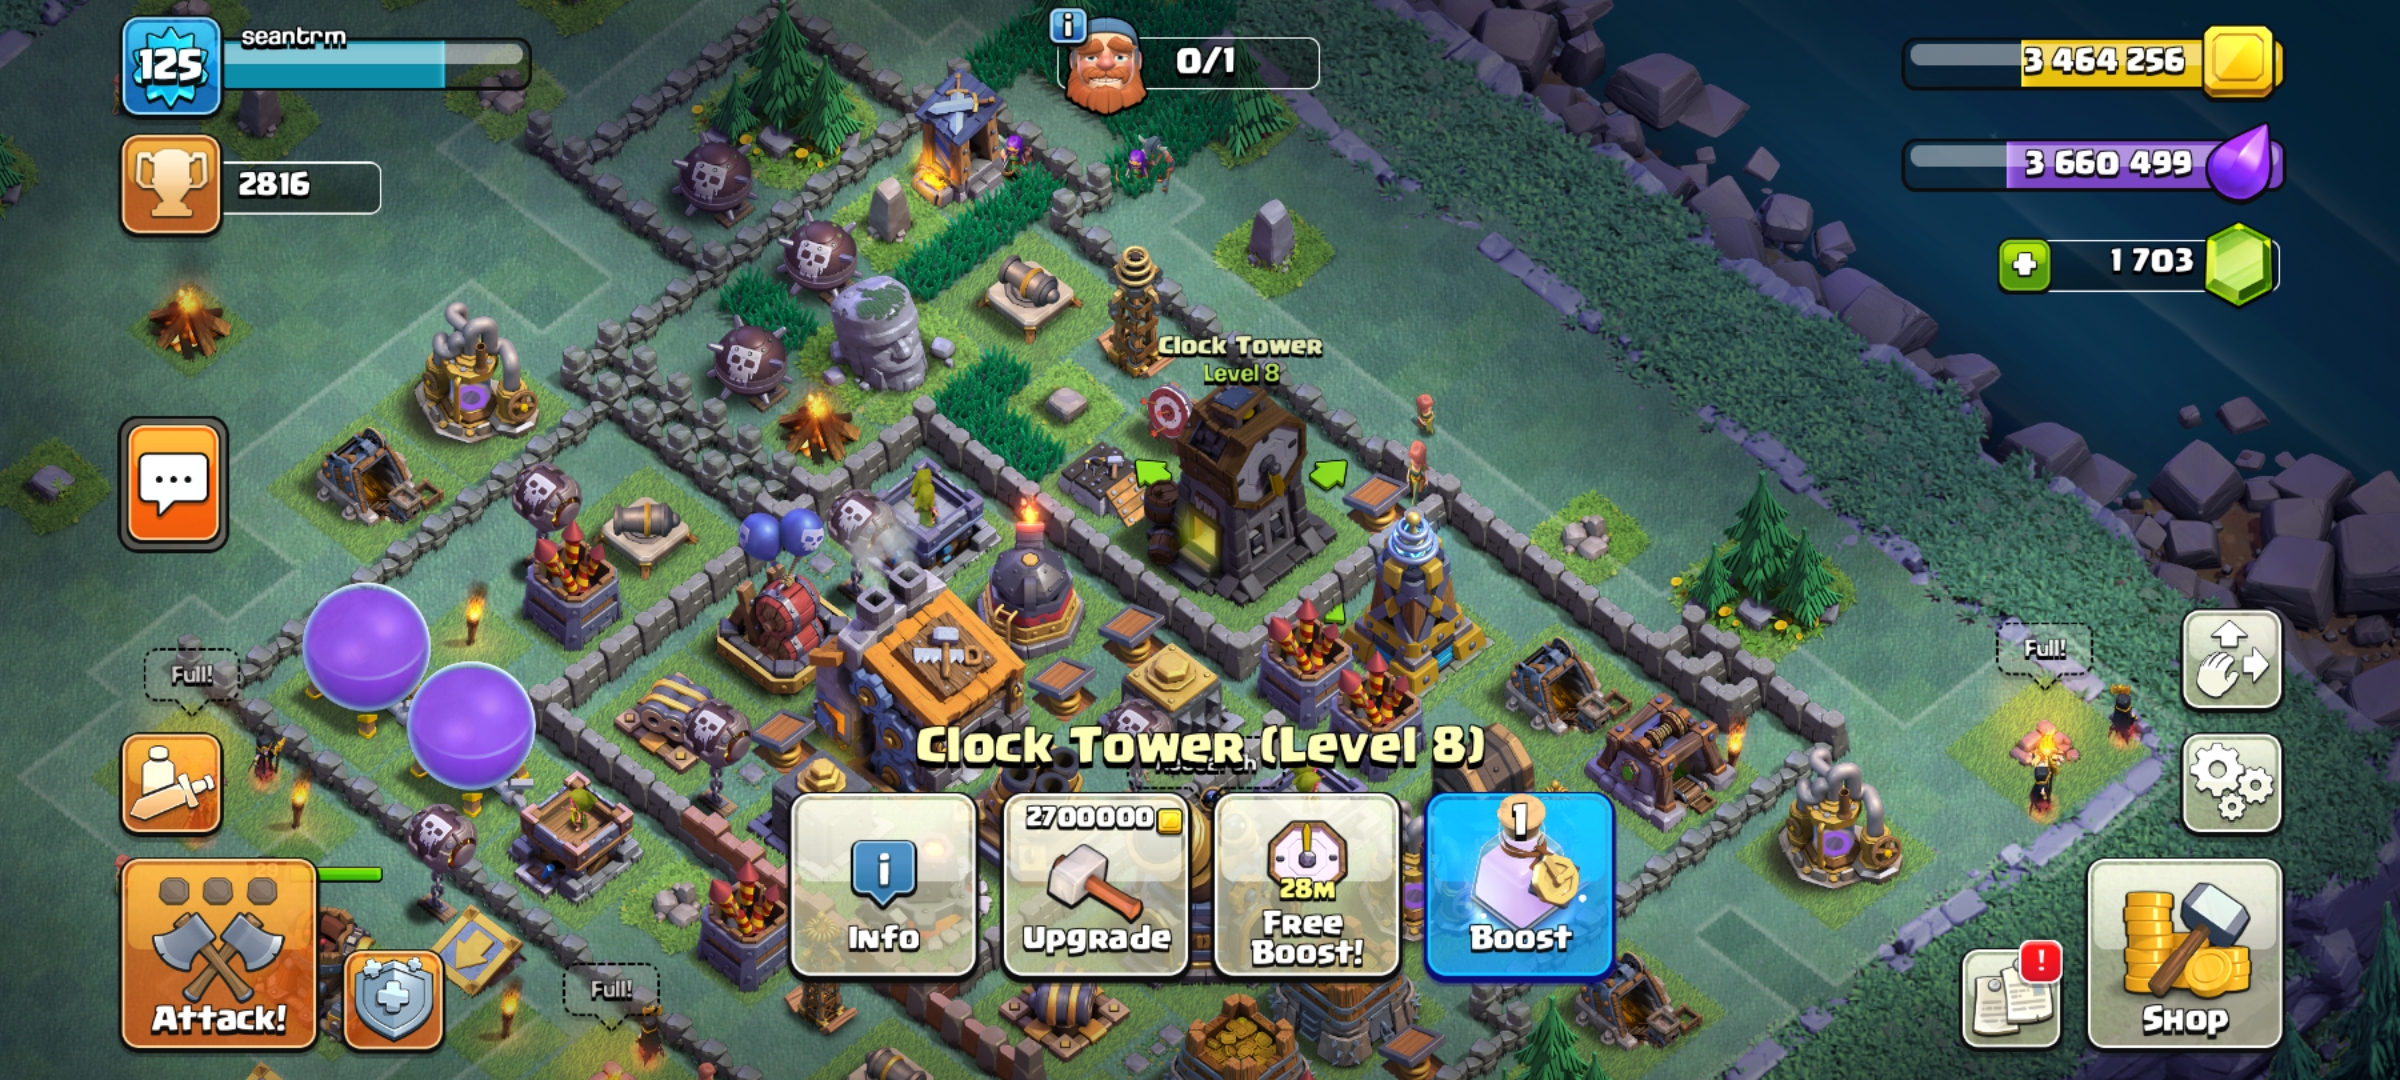 125
seantrm
0/1
3 464 256
2816
3 660 499
1 703
Clock Tower
Level 8
Full!
Full!
Clock Tower (Level 8)
Info
2700000
Upgrade
28M
Free
Boost!
1
Boost
Attack!
Full!
!
Shop